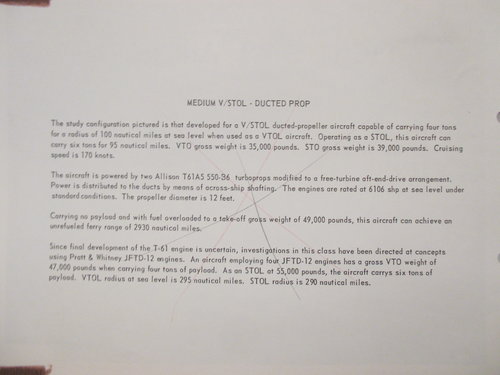 MEDIUM V/STOL - DUCTED PROP
The study configuration pictured is that developed for a V/STOL ducted-propeller aircraft capable of carrying four tons
for a radius of 100 nautical miles at sea level when used as a VTOL aircraft. Operating as a STOL, this aircraft can
carry six tons for 95 nautical miles. VTO gross weight is 35,000 pounds. STO gross weight is 39,000 pounds. Cruising
speed is 170 knots.
The aircraft is powered by two Allison T61A5 550-B6 turboprops modified to a free-turbine aft-end-drive arrangement.
Power is distributed to the ducts by means of across-ship shafting. The engines are rated at 6106 shp at sea level under
standard conditions. The propeller diameter is 12 feet.
Carrying no payload and with fuel overloaded to a take-off gross weight of 49,000 pounds, this aircraft can achieve an
unrefueled ferry range of 2930 nautical miles.
Since final development of the T-61 engine is uncertain, investigations in this class have been directed at concepts
using Pratt & Whitney JFTD-12 engines. An aircraft employing four JFTD-12 engines has a gross VTO weight of
47,000 pounds when carrying four tons of payload. As an STOL at 55,000 pounds, the aircraft carrys six tons of
payload. VTOL radius at sea level is 295 nautical miles. STOL radius is 290 nautical miles.